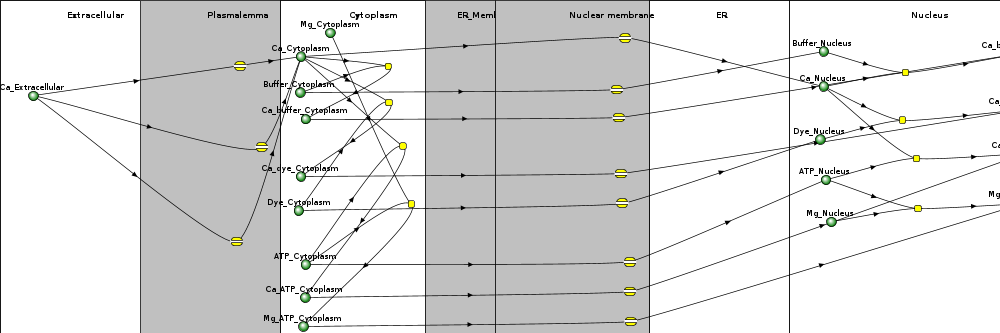 Extracellular
Plasmalemma
Cytoplasm
ER_Meml
Nuclear membrane
ER
Nucleus
Mg_Cytoplasm
Ca_Cytoplasm
Buffer_Nucleus
Ca_b
Ca_Extracellular
Buffer_Cytoplasm
Ca_Nucleus
Ca_buffer_Cytoplasm
Ca_
Dye_Nucleus
Ca
Ca_dye_Cytoplasm
ATP_Nucleus
Mg
Dye_Cytoplasm
Mg_Nucleus
ATP_Cytoplasm
Ca_ATP_Cytoplasm
Mg_ATP_Cytoplasm